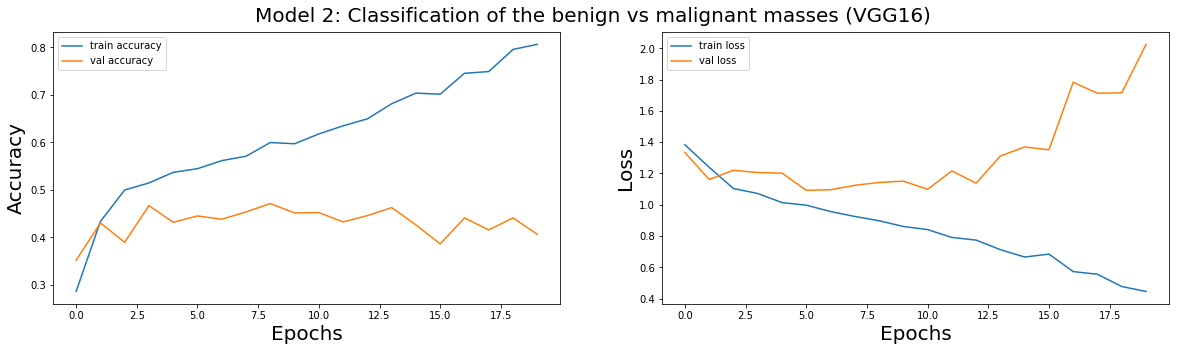 Model 2: Classification of the benign vs malignant masses (VGG16)
train accuracy
val accuracy
0.8
0.7
0.6
0.5
0.4
0.3
Accuracy
0.0 2.5 5.0 7.5 10.0 12.5 15.0 17.5
Epochs
train loss
val loss
2.0
1.8
1.6
1.4
1.2
1.0
0.8
0.6
0.4
Loss
0.0 2.5 5.0 7.5 10.0 12.5 15.0 17.5
Epochs